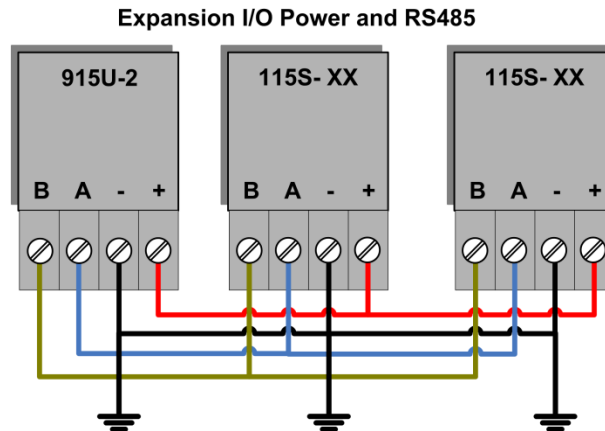 Expansion I/O Power and RS485
915U-2 115S- XX 115S- XX
B A - + B A - + B A - +